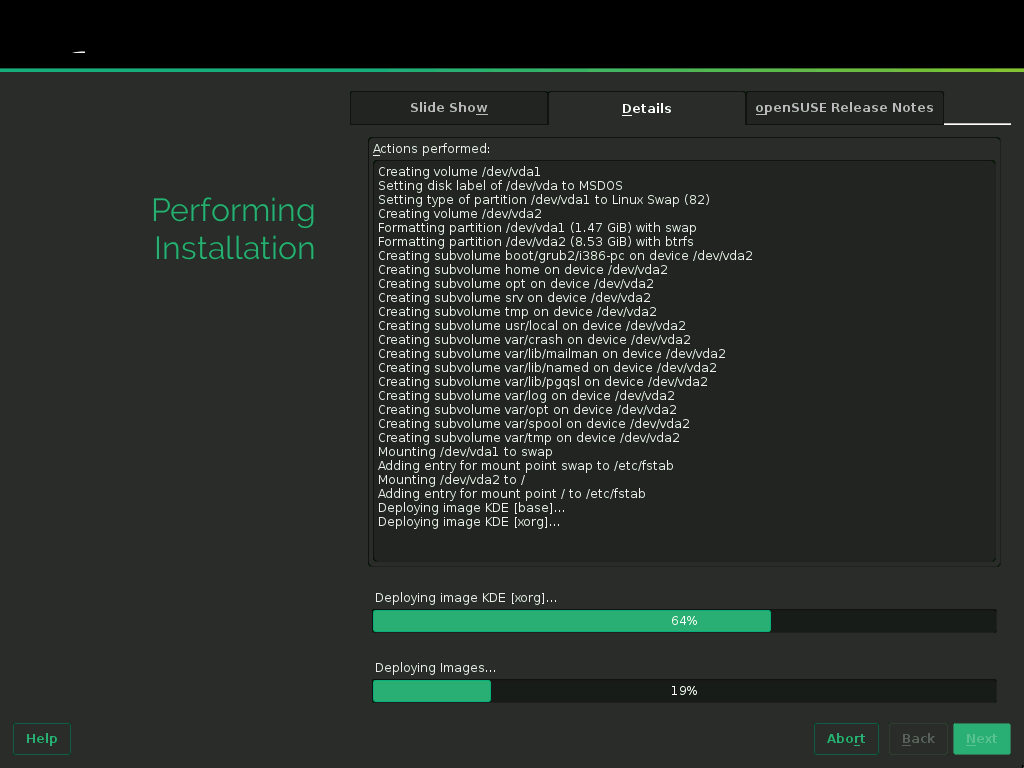 Slide Show
Details
openSUSE Release Notes
Performing
Installation
Actions performed:
Creating volume /dev/vda1
Setting disk label of /dev/vda to MSDOS
Setting type of partition /dev/vda1 to Linux Swap (82)
Creating volume /dev/vda2
Formatting partition /dev/vda1 (1.47 GiB) with swap
Formatting partition /dev/vda2 (8.53 GiB) with btrfs
Creating subvolume boot/grub2/i386-pc on device /dev/vda2
Creating subvolume home on device /dev/vda2
Creating subvolume opt on device /dev/vda2
Creating subvolume srv on device /dev/vda2
Creating subvolume tmp on device /dev/vda2
Creating subvolume usr/local on device /dev/vda2
Creating subvolume var/crash on device /dev/vda2
Creating subvolume var/lib/mailman on device /dev/vda2
Creating subvolume var/lib/named on device /dev/vda2
Creating subvolume var/lib/pgqsl on device /dev/vda2
Creating subvolume var/log on device /dev/vda2
Creating subvolume var/opt on device /dev/vda2
Creating subvolume var/spool on device /dev/vda2
Creating subvolume var/tmp on device /dev/vda2
Mounting /dev/vda1 to swap
Adding entry for mount point swap to /etc/fstab
Mounting /dev/vda2 to /
Adding entry for mount point / to /etc/fstab
Deploying image KDE [base]...
Deploying image KDE [xorg]...
Deploying image KDE [xorg]...
64%
Deploying Images...
19%
Help
Abort
Back
Next